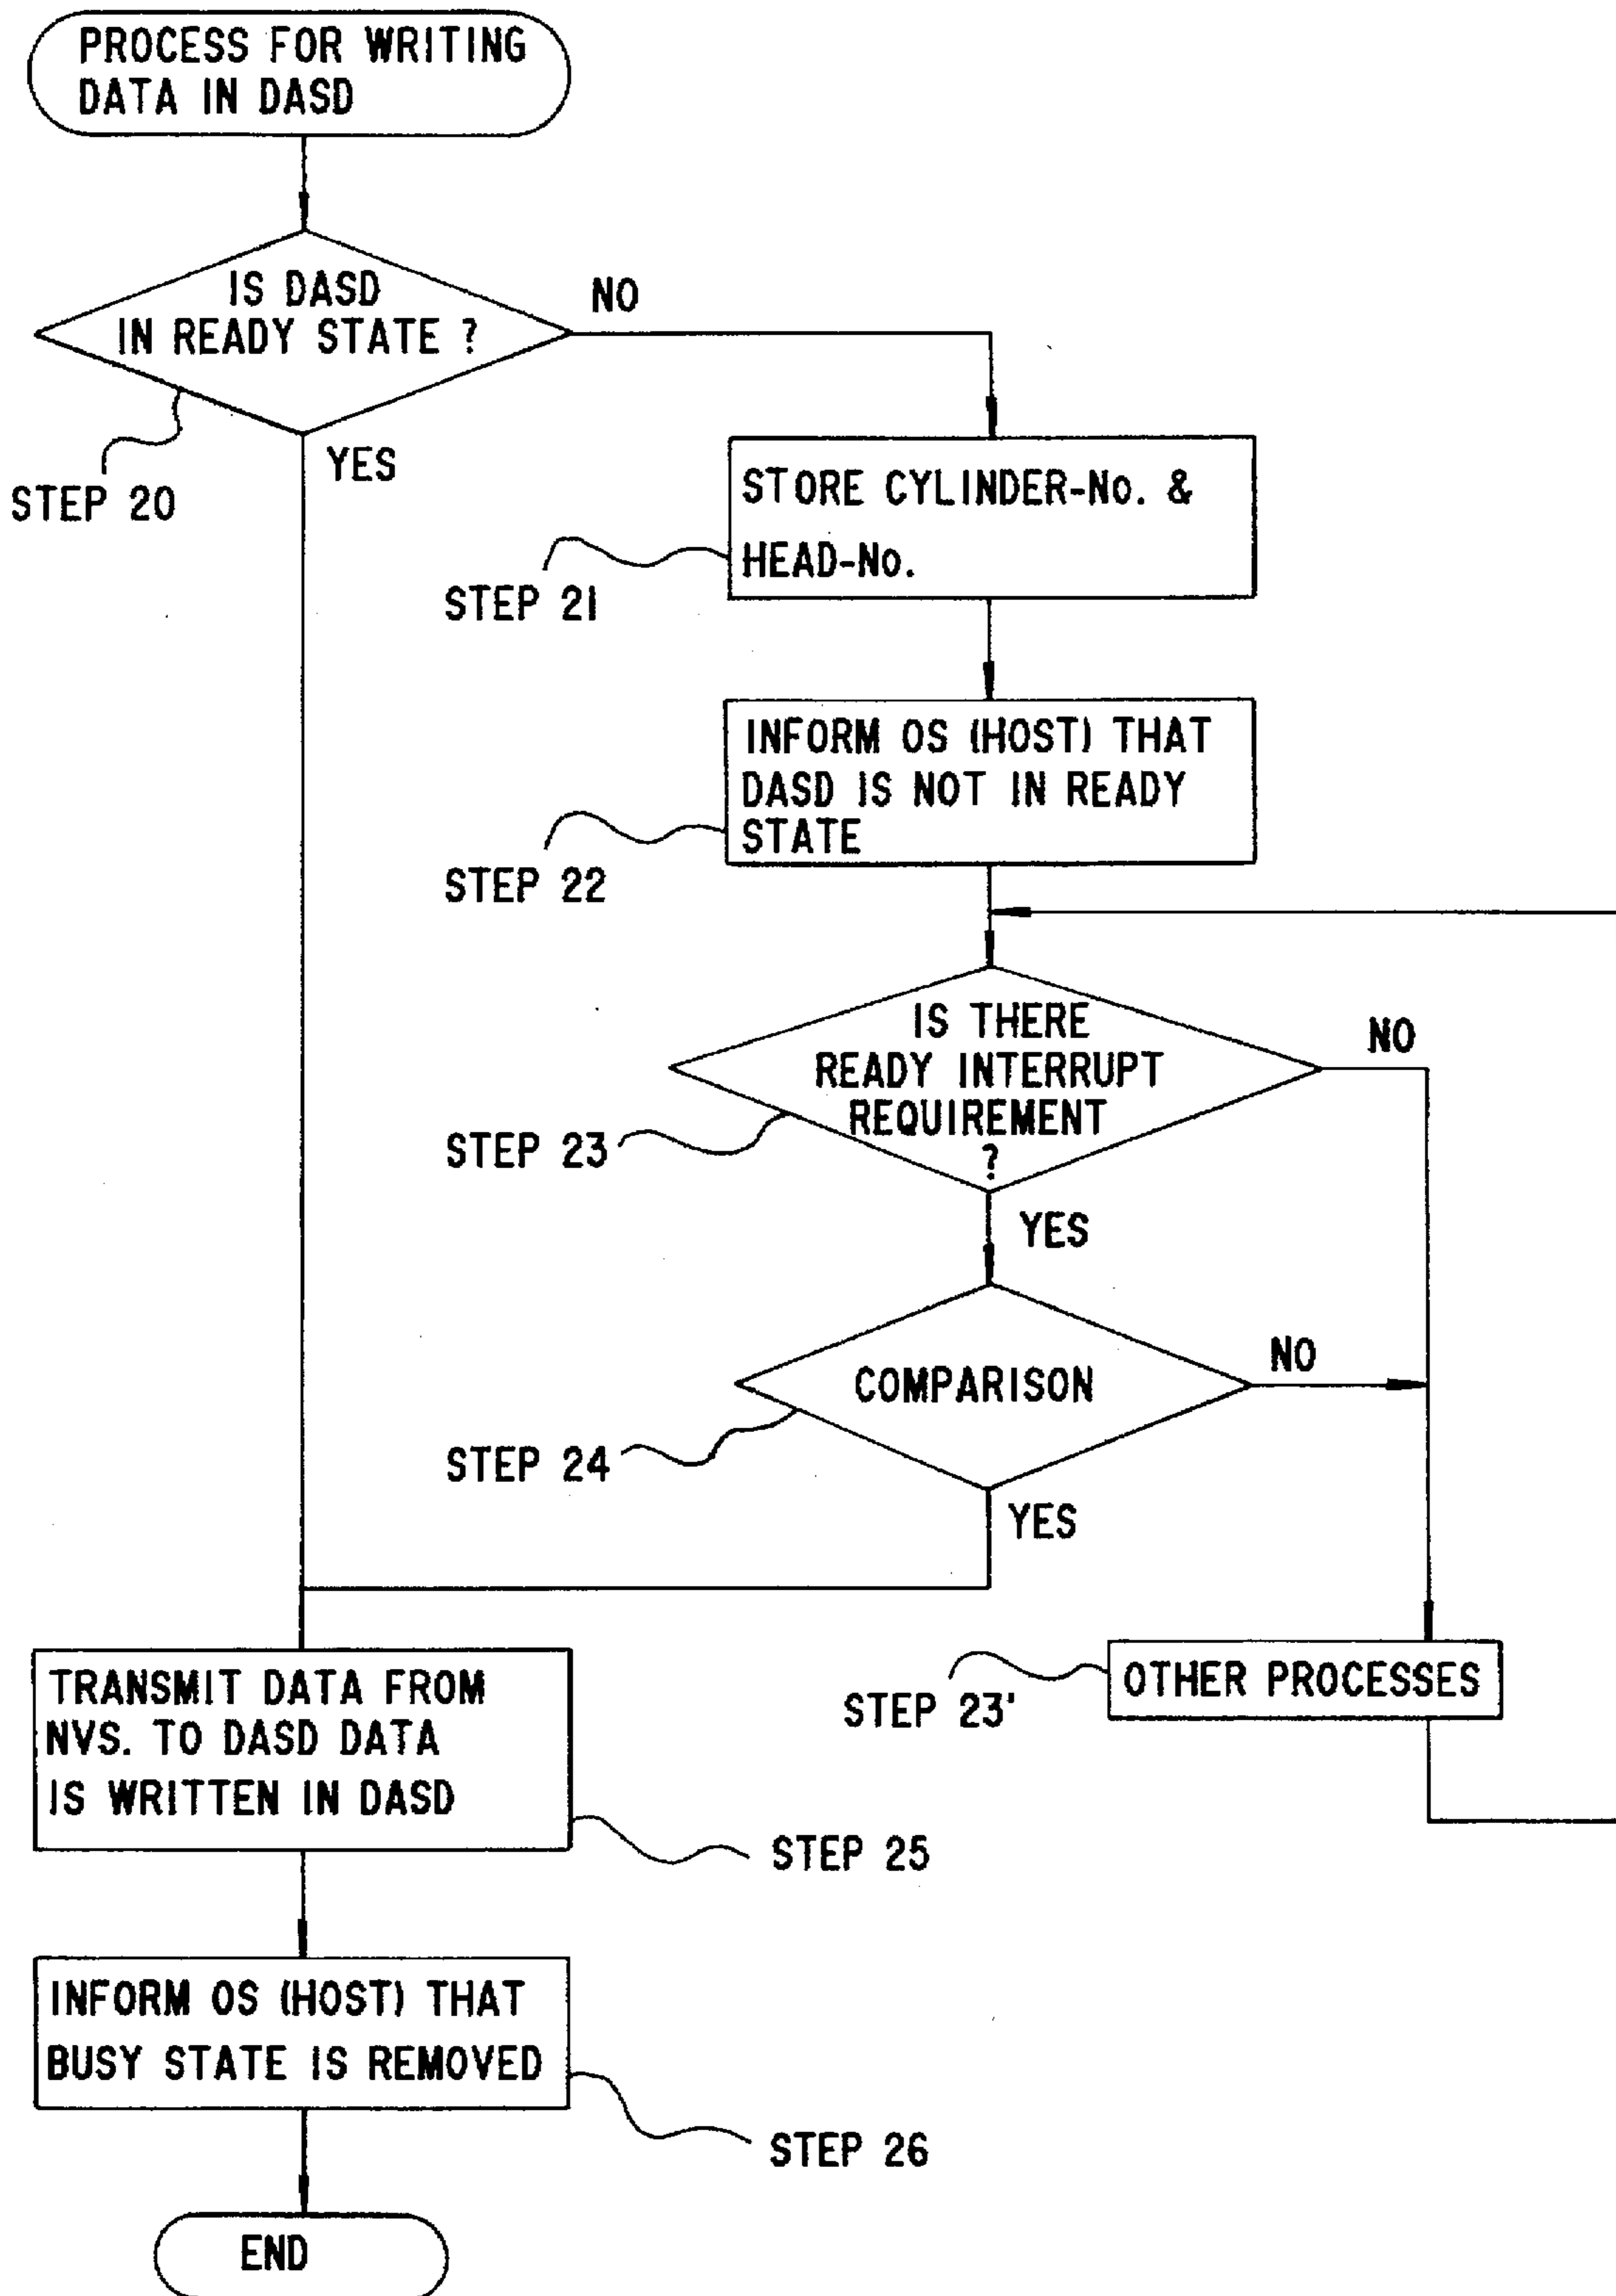 PROCESS FOR WRITING
DATA IN DASD
IS DASD
IN READY STATE ?
NO
YES
STEP 20
STORE CYLINDER-No. &
HEAD-No.
STEP 21
INFORM OS (HOST) THAT
DASD IS NOT IN READY
STATE
STEP 22
IS THERE
READY INTERRUPT
REQUIREMENT
?
NO
STEP 23
YES
COMPARISON
NO
STEP 24
YES
OTHER PROCESSES
STEP 23'
TRANSMIT DATA FROM
NVS. TO DASD DATA
IS WRITTEN IN DASD
STEP 25
INFORM OS (HOST) THAT
BUSY STATE IS REMOVED
STEP 26
END